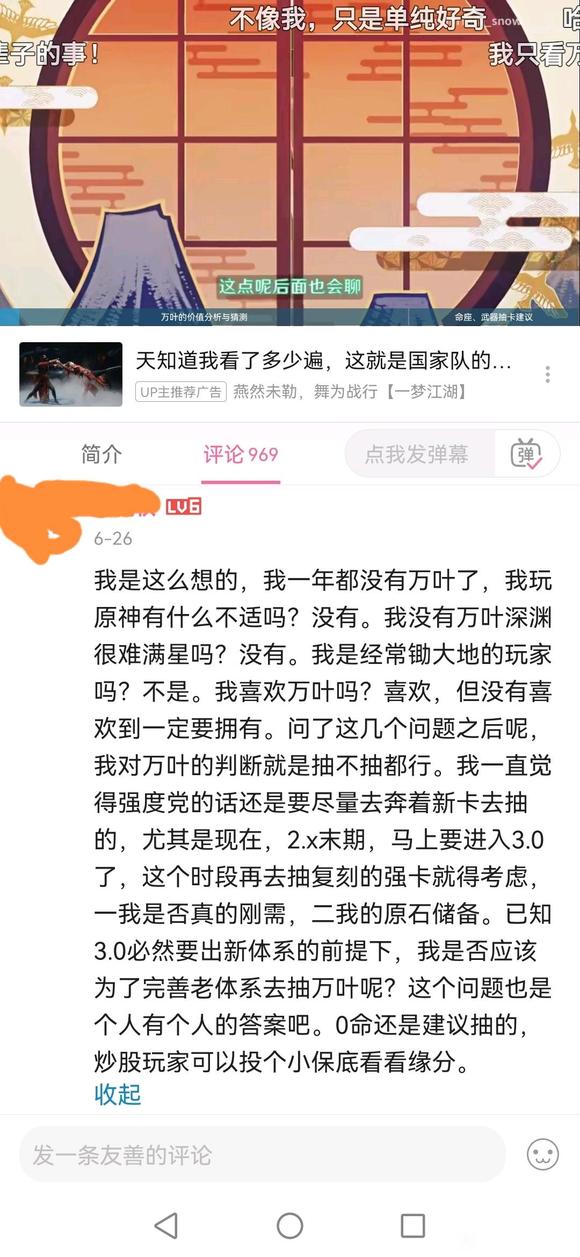 不像我，只是单纯好奇
snow
辈子的事！
我只看万
这点呢后面也会聊
万叶的价值分析与猜测
命座、武器抽卡建议
天知道我看了多少遍，这就是国家队的...
UP主推荐广告 燕然未勒，舞为战行【一梦江湖】
简介 评论 969 点我发弹幕 弹
LV6
6-26
我是这么想的，我一年都没有万叶了，我玩
原神有什么不适吗？没有。我没有万叶深渊
很难满星吗？没有。我是经常锄大地的玩家
吗？不是。我喜欢万叶吗？喜欢，但没有喜
欢到一定要拥有。问了这几个问题之后呢，
我对万叶的判断就是抽不抽都行。我一直觉
得强度党的话还是要尽量去奔着新卡去抽
的，尤其是现在，2.x末期，马上要进入3.0
了，这个时段再去抽复刻的强卡就得考虑，
一我是否真的刚需，二我的原石储备。已知
3.0必然要出新体系的前提下，我是否应该
为了完善老体系去抽万叶呢？这个问题也是
个人有个人的答案吧。0命还是建议抽的，
炒股玩家可以投个小保底看看缘分。
收起
发一条友善的评论